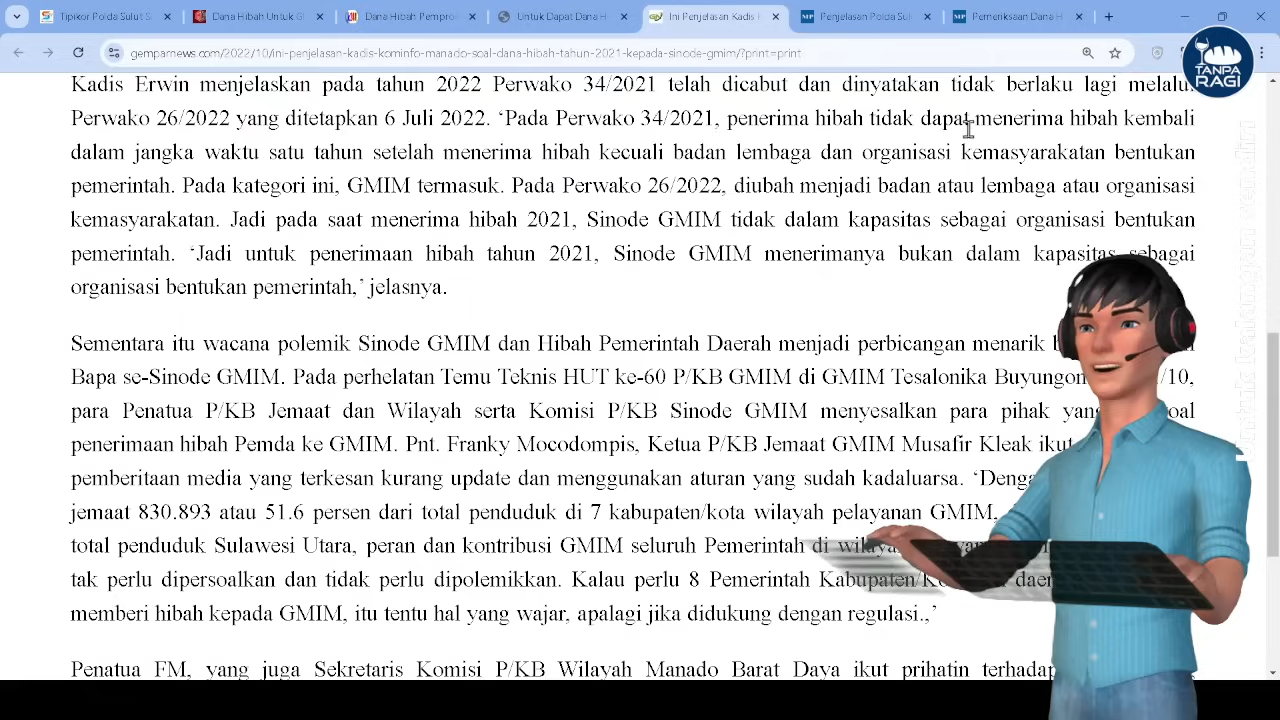 Tipikor Polda Sulut S
Dana Hibah Untuk GI
Dana Hibah Pemprov
Untuk Dapat Dana H
Ini Penjelasan Kadis I
Penjelasan Polda Sul
Pemeriksaan Dana H
gemparnews.com/2022/10/ini-penjelasan-kadis-kominfo-manado-soal-dana-hibah-tahun-2021-kepada-sinode-gmim/?print=print
TANPA
RAGI
Kadis Erwin menjelaskan pada tahun 2022 Perwako 34/2021 telah dicabut dan dinyatakan tidak berlaku lagi melalui
Perwako 26/2022 yang ditetapkan 6 Juli 2022. ‘Pada Perwako 34/2021, penerima hibah tidak dapat menerima hibah kembali
dalam jangka waktu satu tahun setelah menerima hibah kecuali badan lembaga dan organisasi kemasyarakatan bentukan
pemerintah. Pada kategori ini, GMIM termasuk. Pada Perwako 26/2022, diubah menjadi badan atau lembaga atau organisasi
kemasyarakatan. Jadi pada saat menerima hibah 2021, Sinode GMIM tidak dalam kapasitas sebagai organisasi bentukan
pemerintah. ‘Jadi untuk penerimaan hibah tahun 2021, Sinode GMIM menerimanya bukan dalam kapasitas sebagai
organisasi bentukan pemerintah,’ jelasnya.
Sementara itu wacana polemik Sinode GMIM dan Hibah Pemerintah Daerah menjadi perbicangan menarik
Bapa se-Sinode GMIM. Pada perhelatan Temu Teknis HUT ke-60 P/KB GMIM di GMIM Tesalonika Buyungon /10,
para Penatua P/KB Jemaat dan Wilayah serta Komisi P/KB Sinode GMIM menyesalkan para pihak yang
penerimaan hibah Pemda ke GMIM. Pnt. Franky Mocodompis, Ketua P/KB Jemaat GMIM Musafir Kleak ikut
pemberitaan media yang terkesan kurang update dan menggunakan aturan yang sudah kadaluarsa.
jemaat 830.893 atau 51.6 persen dari total penduduk di 7 kabupaten/kota wilayah pelayanan GMIM,
total penduduk Sulawesi Utara, peran dan kontribusi GMIM seluruh Pemerintah di
tak perlu dipersoalkan dan tidak perlu dipolemikkan. Kalau perlu 8 Pemerintah
memberi hibah kepada GMIM, itu tentu hal yang wajar, apalagi jika didukung dengan regulasi.,’
Penatua FM, yang juga Sekretaris Komisi P/KB Wilayah Manado Barat Daya ikut prihatin